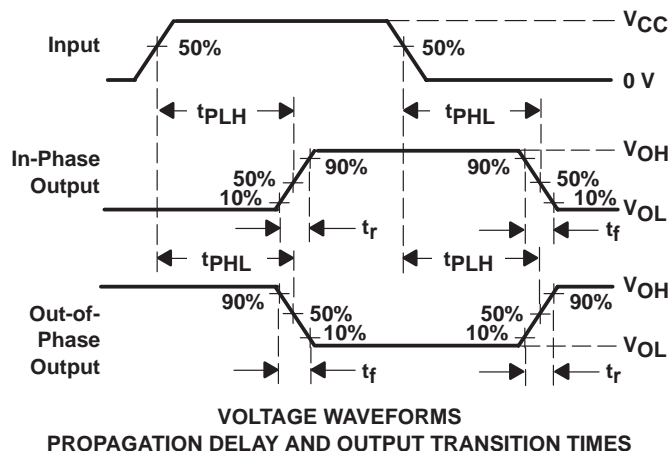 VCC
Input
50%
50%
0 V
tPLH
tPHL
In-Phase
Output
VOH
90%
90%
50%
50%
10%
10%
VOL
tr
tf
tPHL
tPLH
Out-of-
Phase
Output
VOH
90%
90%
50%
50%
10%
10%
VOL
tf
tr
VOLTAGE WAVEFORMS
PROPAGATION DELAY AND OUTPUT TRANSITION TIMES